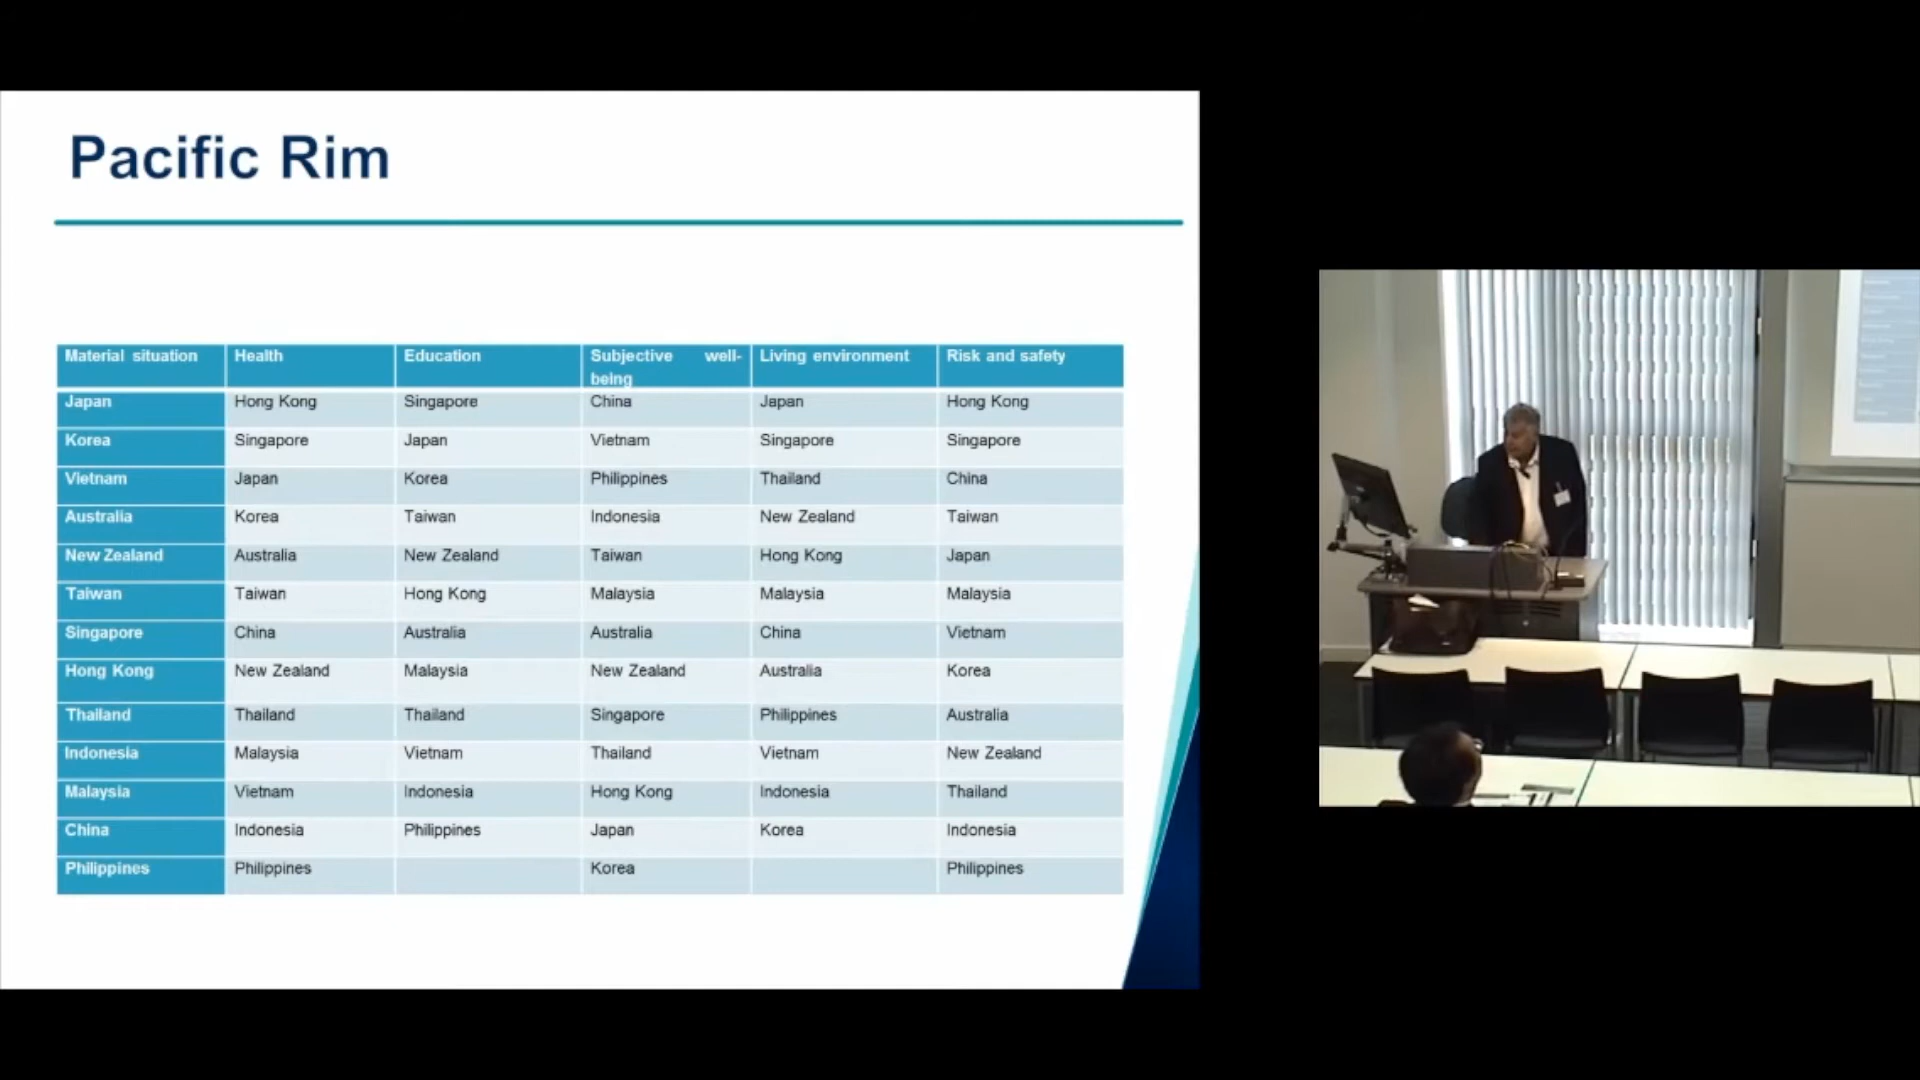 Pacific Rim
Material situation Health Education Subjective well-being Living environment Risk and safety
Japan Hong Kong Singapore China Japan Hong Kong
Korea Singapore Japan Vietnam Singapore Singapore
Vietnam Japan Korea Philippines Thailand China
Australia Korea Taiwan Indonesia New Zealand Taiwan
New Zealand Australia New Zealand Taiwan Hong Kong Japan
Taiwan Taiwan Hong Kong Malaysia Malaysia Malaysia
Singapore China Australia Australia China Vietnam
Hong Kong New Zealand Malaysia New Zealand Australia Korea
Thailand Thailand Thailand Singapore Philippines Australia
Indonesia Malaysia Vietnam Thailand Vietnam New Zealand
Malaysia Vietnam Indonesia Hong Kong Indonesia Thailand
China Indonesia Philippines Japan Korea Indonesia
Philippines Philippines Korea Philippines